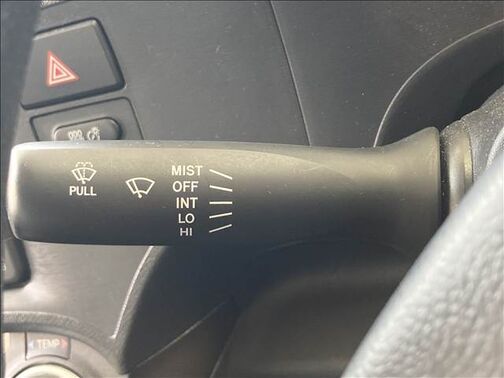 MIST
OFF
PULL
INT
LO
HI
TEMP